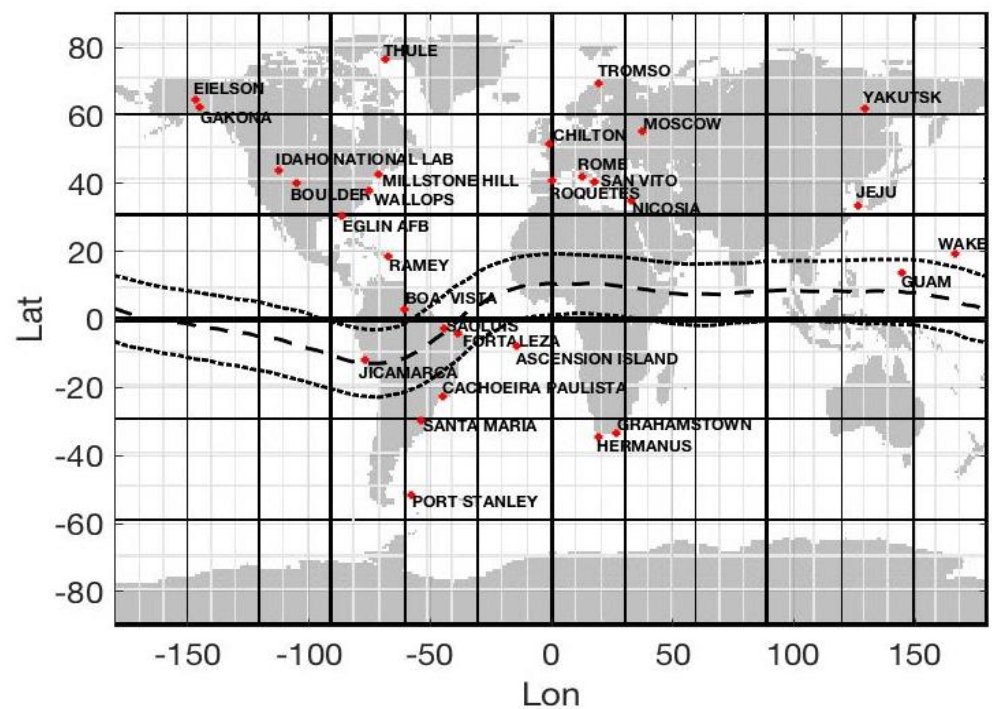 80
THULE
TROMSO
EIELSON
YAKUTSK
60
GAKONA
MOSCOW
CHILTON
IDAHO NATIONAL LAB
ROME
40
MILLSTONE HILL
SAN VITO
BOULDER
WALLOPS
ROQUETES
JEJU
NICOSIA
EGLIN AFB
WAKE
20
RAMEY
GUAM
BOA VISTA
0
SAOLUIS
FORTALEZA
ASCENSION ISLAND
JICAMARCA
-20
CACHOEIRA PAULISTA
SANTA MARIA
GRAHAMSTOWN
-40
HERMANUS
PORT STANLEY
-60
-80
Lat
-150 -100 -50 0 50 100 150
Lon